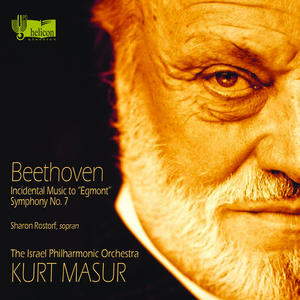 helicon
classics
Beethoven
Incidental Music to "Egmont"
Symphony No. 7
Sharon Rostorf, sopran
The Israel Philharmonic Orchestra
KURT MASUR